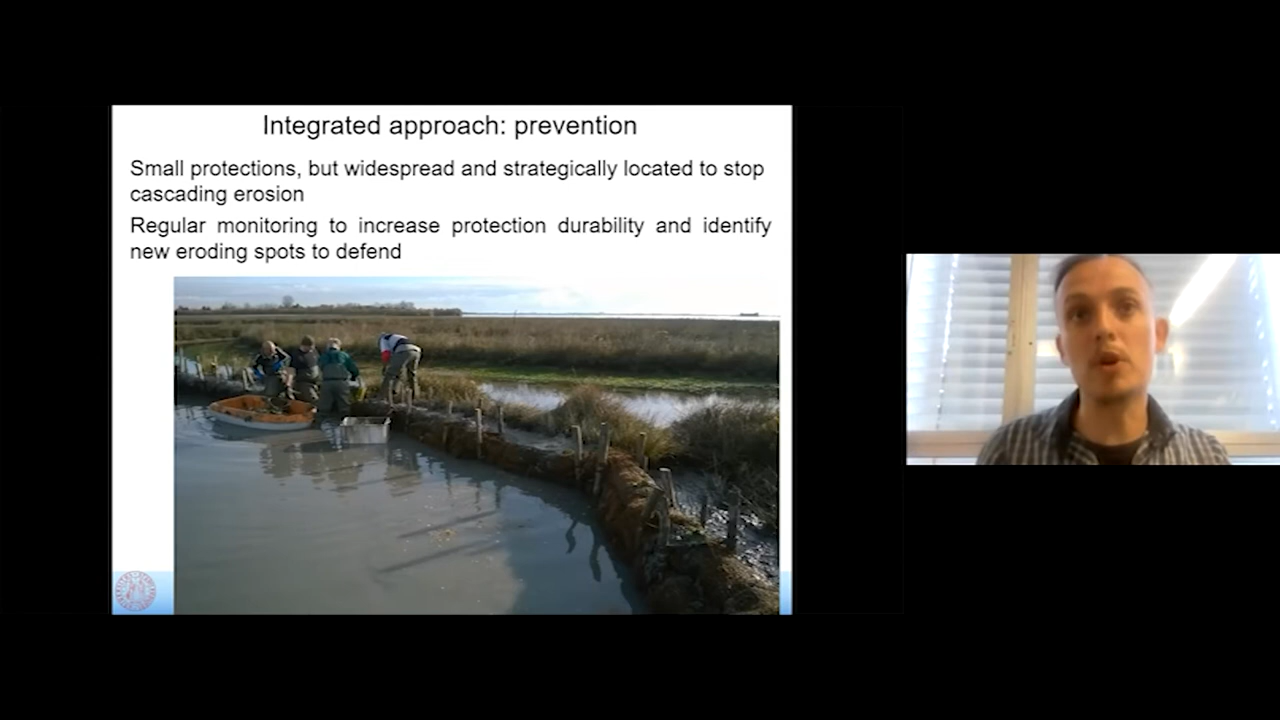 Integrated approach: prevention
Small protections, but widespread and strategically located to stop
cascading erosion
Regular monitoring to increase protection durability and identify
new eroding spots to defend